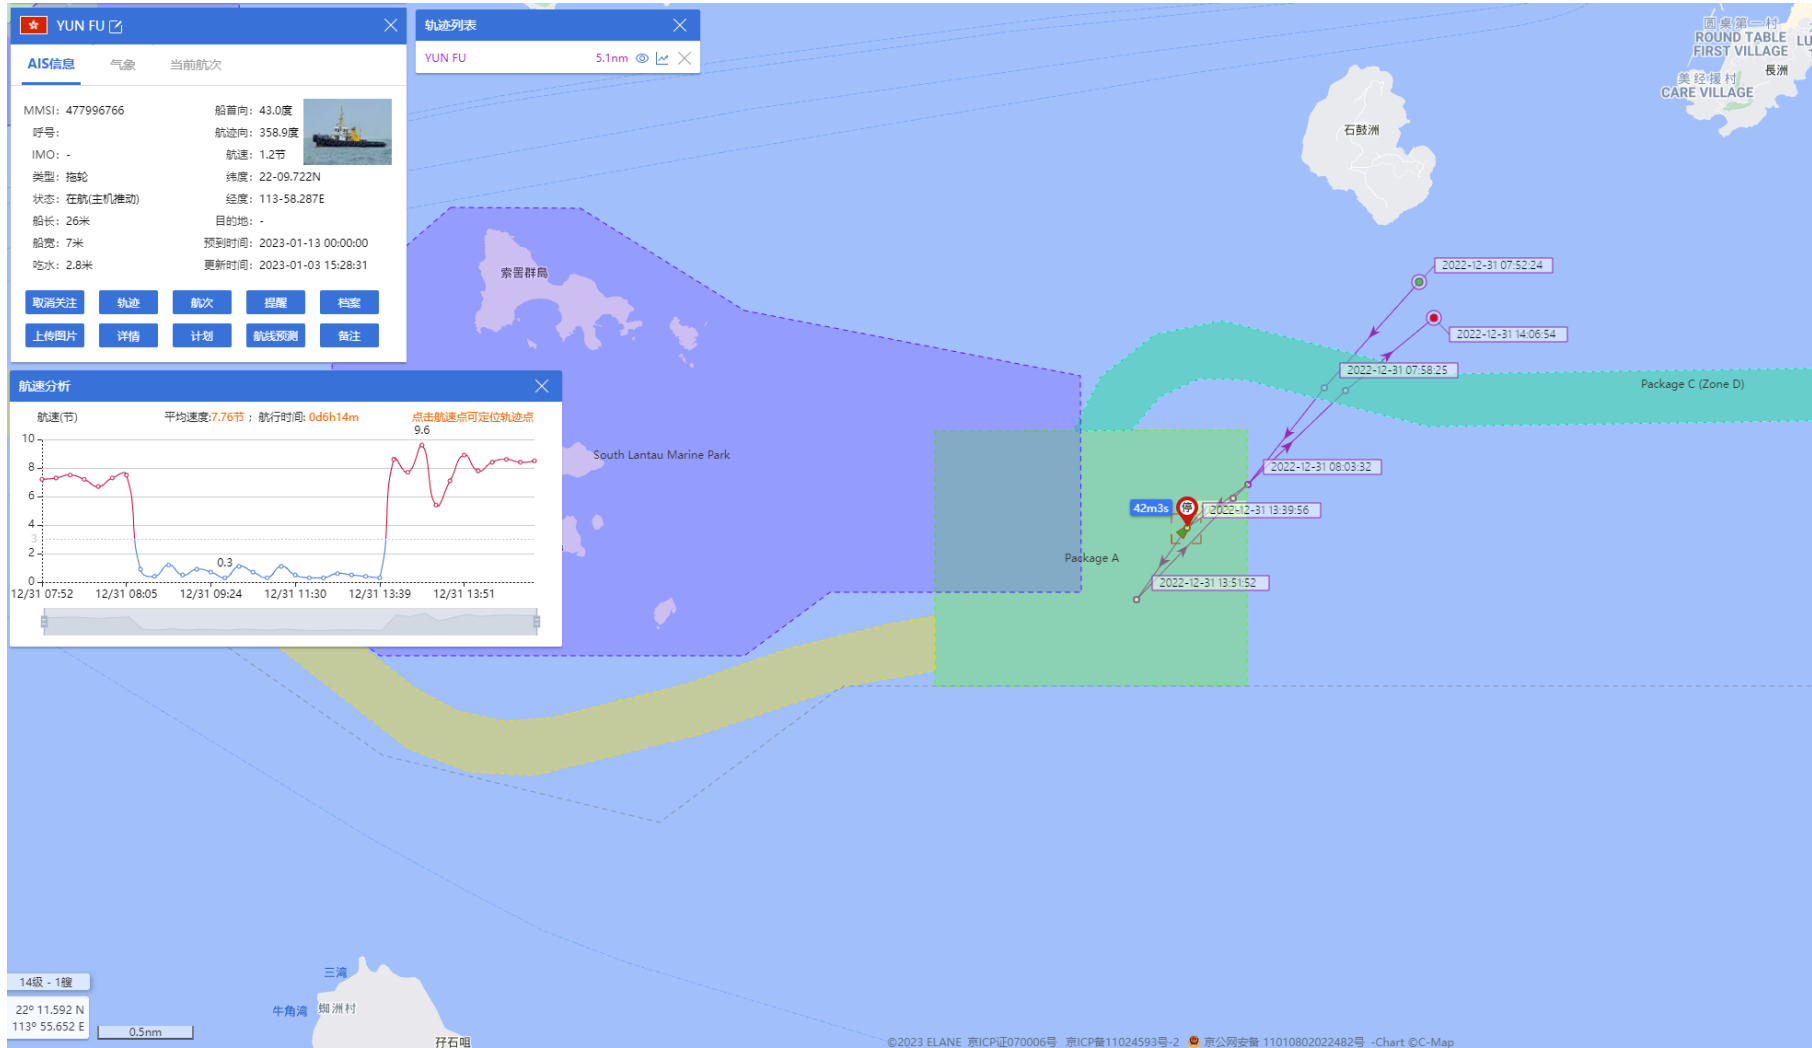 YUN FU
AIS信息 气象 当前航次
MMSI: 477996766 船首向: 43.0度
呼号: 航迹向: 358.9度
IMO: - 航速: 1.2节
类型: 拖轮 纬度: 22-09.722N
状态: 在航(主机推动) 经度: 113-58.287E
船长: 26米 目的地: -
船宽: 7米 预到时间: 2023-01-13 00:00:00
吃水: 2.8米 更新时间: 2023-01-03 15:28:31
取消关注 轨迹 航次 提醒 档案
上传图片 详情 计划 航线预测 备注
轨迹列表
YUN FU 5.1nm
航速分析
航速(节) 平均速度:7.76节 ; 航行时间: 0d6h14m 点击航速点可定位轨迹点
9.6
10
8
6
4
3
2
0.3
0
12/31 07:52 12/31 08:05 12/31 09:24 12/31 11:30 12/31 13:39 12/31 13:51
圆桌第一村
ROUND TABLE
FIRST VILLAGE
LU
長洲
美经援村
CARE VILLAGE
石鼓洲
索罟群島
2022-12-31 07:52:24
2022-12-31 14:06:54
2022-12-31 07:58:25
Package C (Zone D)
South Lantau Marine Park
2022-12-31 08:03:32
42m3s
停
2022-12-31 13:39:56
Package A
2022-12-31 13:51:52
三湾
牛角湾
蜘洲村
孖石咀
14级 - 1艘
22º 11.592 N
113º 55.652 E
0.5nm
©2023 ELANE 京ICP证070006号 京ICP备11024593号-2 京公网安备 11010802022482号 -Chart ©C-Map